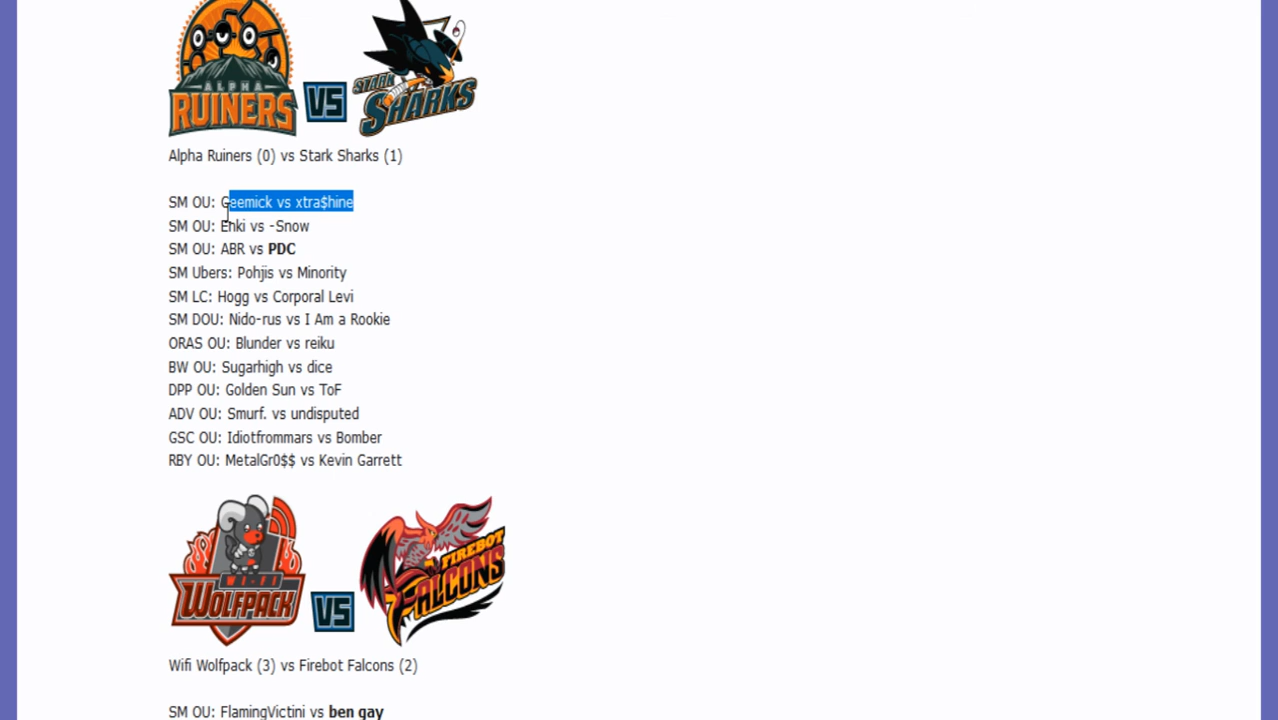 ALPHA
RUINERS
VS
STARK
SHARKS
Alpha Ruiners (0) vs Stark Sharks (1)
SM OU: Geemick vs xtra$hine
SM OU: Enki vs -Snow
SM OU: ABR vs PDC
SM Ubers: Pohjis vs Minority
SM LC: Hogg vs Corporal Levi
SM DOU: Nido-rus vs I Am a Rookie
ORAS OU: Blunder vs reiku
BW OU: Sugarhigh vs dice
DPP OU: Golden Sun vs ToF
ADV OU: Smurf. vs undisputed
GSC OU: Idiotfrommars vs Bomber
RBY OU: MetalGr0$$ vs Kevin Garrett
WI-FI
WOLFPACK
VS
FIREBOT
FALCONS
Wifi Wolfpack (3) vs Firebot Falcons (2)
SM OU: FlamingVictini vs ben gay